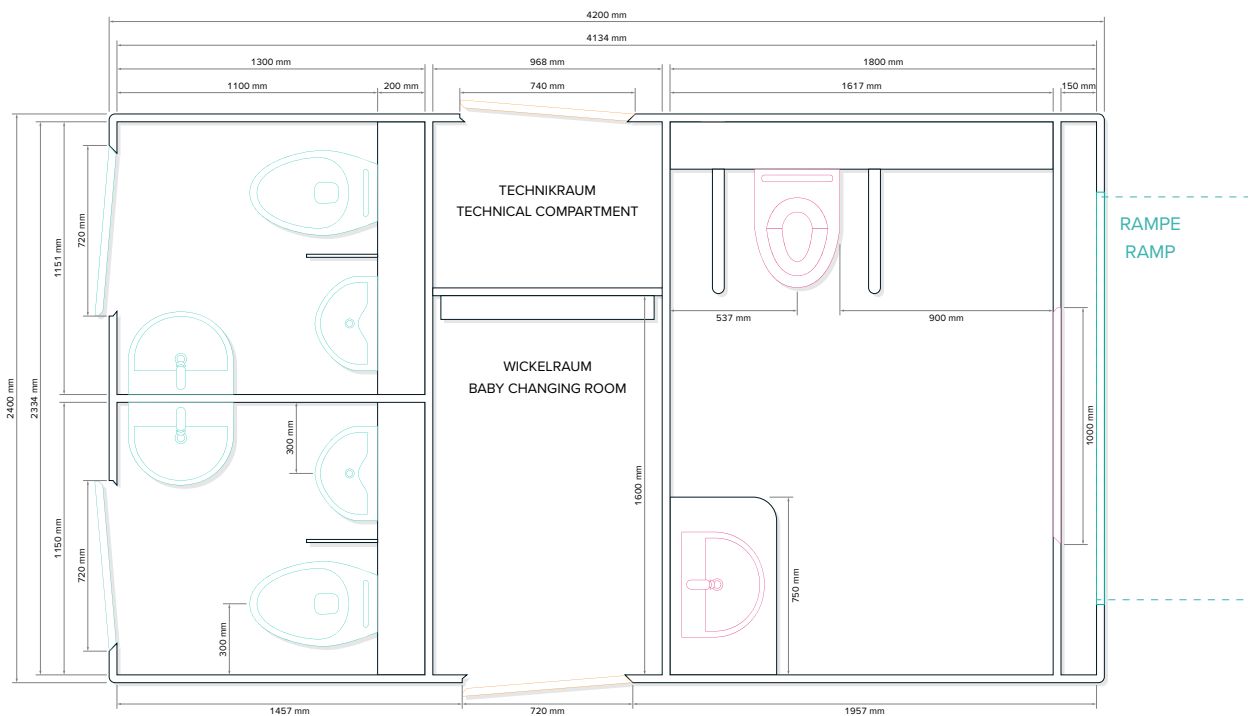 4200 mm
4134 mm
1300 mm
968 mm
1800 mm
1100 mm
200 mm
740 mm
1617 mm
150 mm
TECHNIKRAUM
TECHNICAL COMPARTMENT
RAMPE
RAMP
720 mm
1151 mm
537 mm
900 mm
WICKELRAUM
BABY CHANGING ROOM
2400 mm
2334 mm
1000 mm
300 mm
1600 mm
1150 mm
720 mm
750 mm
300 mm
1457 mm
720 mm
1957 mm